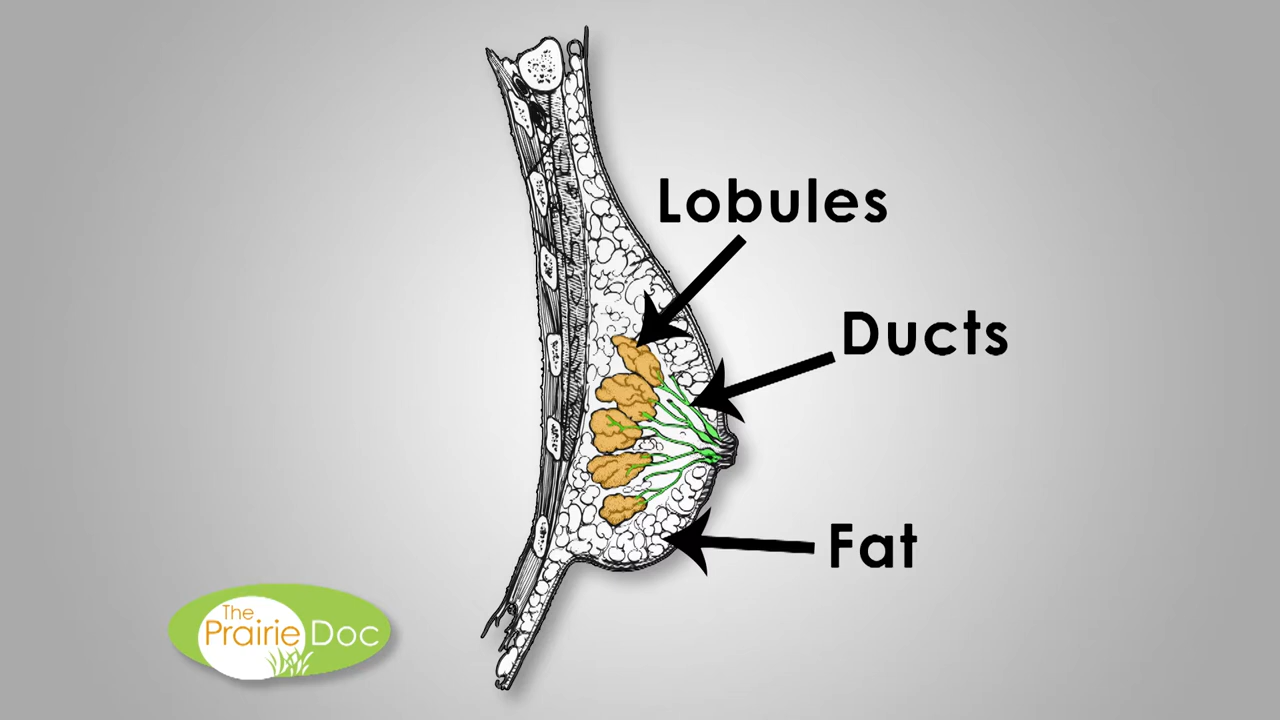 Lobules
Ducts
Fat
The
Prairie Doc